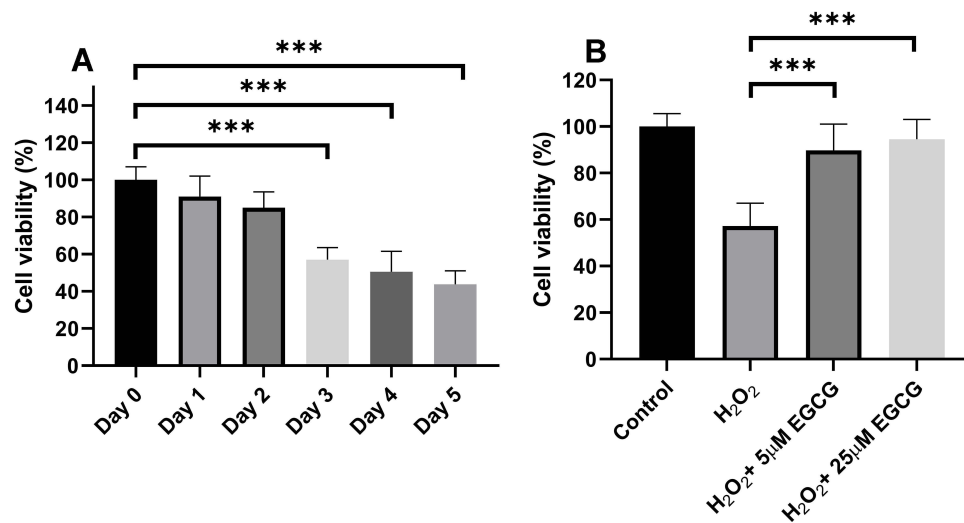 A
***
***
***
Cell viability (%)
140
120
100
80
60
40
20
0
Day 0
Day 1
Day 2
Day 3
Day 4
Day 5
B
***
***
Cell viability (%)
120
100
80
60
40
20
0
Control
H₂O₂
H₂O₂+ 5μM EGCG
H₂O₂+ 25μM EGCG